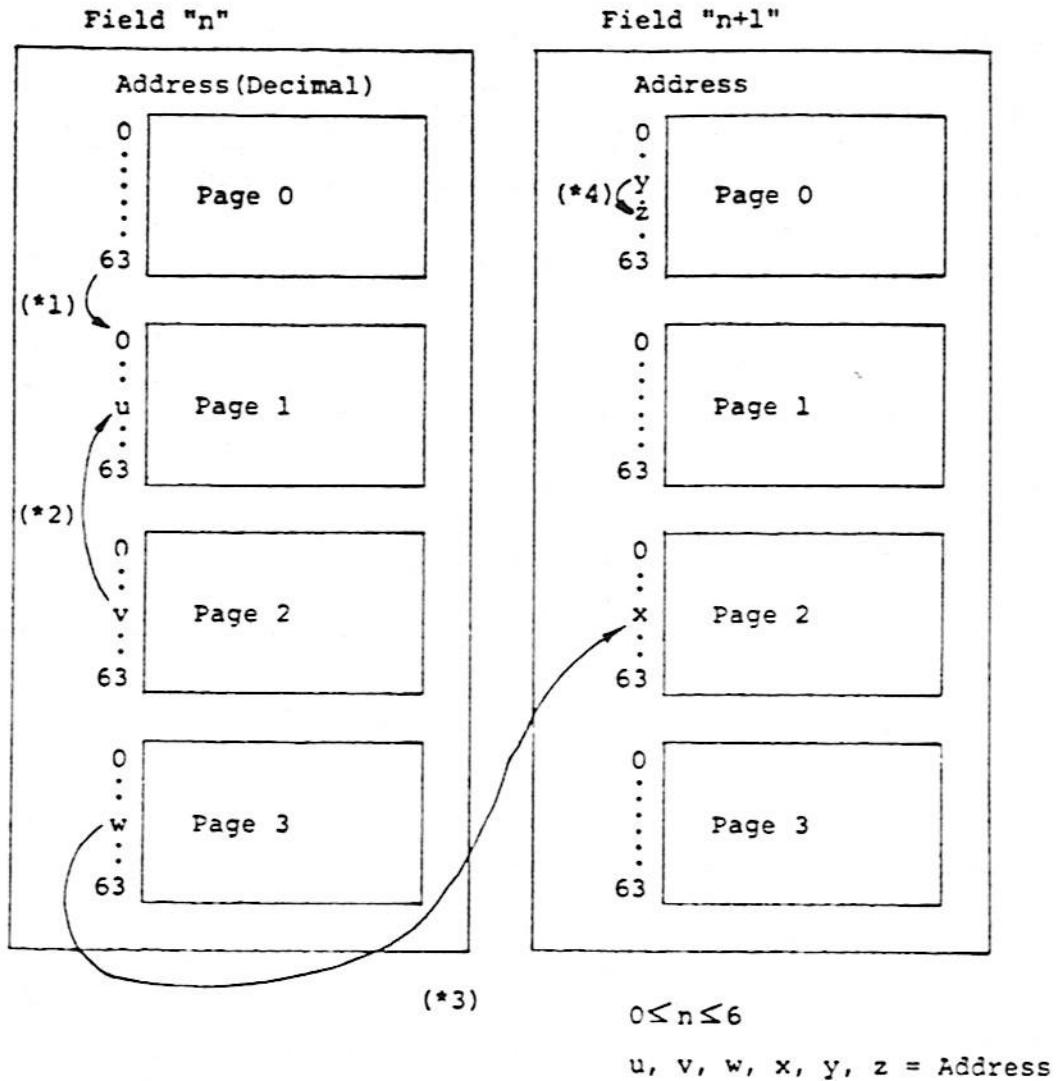 Field "n"
Address(Decimal)
0
.
.
.
.
.
.
63
Page 0
(*1)
0
.
.
u
.
.
63
Page 1
(*2)
0
.
.
v
.
.
63
Page 2
0
.
.
w
.
.
63
Page 3
(*3)
Field "n+1"
Address
0
.
y
.
z
.
63
(*4)
Page 0
0
.
.
.
.
.
63
Page 1
0
.
.
x
.
.
63
Page 2
0
.
.
.
.
.
.
63
Page 3
0≤n≤6
u, v, w, x, y, z = Address